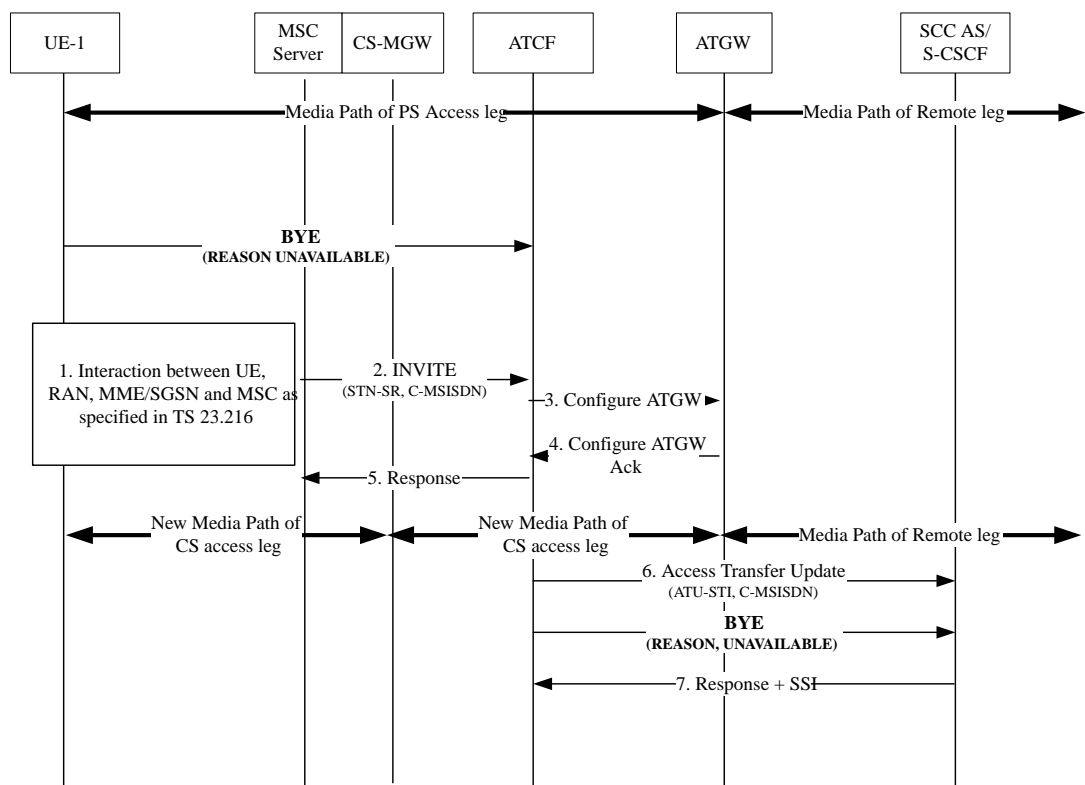 UE-1
MSC
Server
CS-MGW
ATCF
ATGW
SCC AS/
S-CSCF
Media Path of PS Access leg
Media Path of Remote leg
BYE
(REASON UNAVAILABLE)
1. Interaction between UE,
RAN, MME/SGSN and MSC as
specified in TS 23.216
2. INVITE
(STN-SR, C-MSISDN)
3. Configure ATGW
4. Configure ATGW
Ack
5. Response
New Media Path of
CS access leg
New Media Path of
CS access leg
Media Path of Remote leg
6. Access Transfer Update
(ATU-STI, C-MSISDN)
BYE
(REASON, UNAVAILABLE)
7. Response + SSI